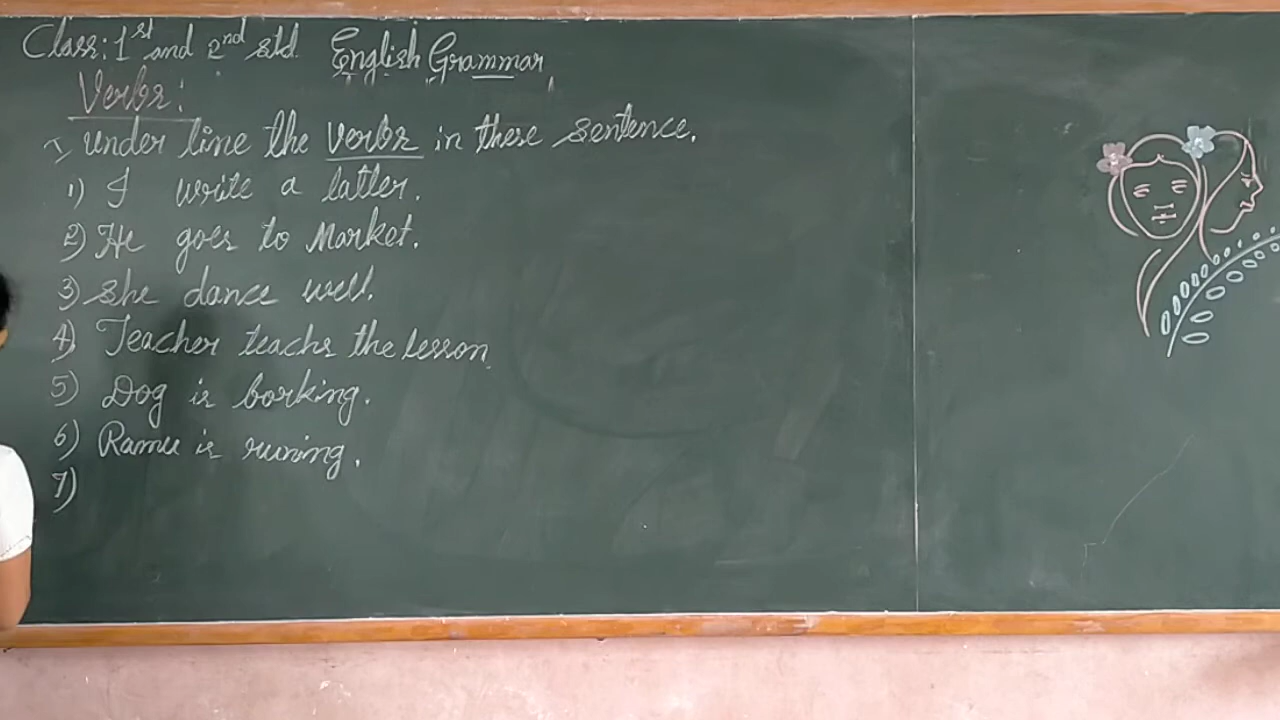 Class: 1st and 2nd std. English Grammar
Verbs:
I under line the verbs in these sentence.
1) I write a latter.
2) He goes to Market.
3) she dance well.
4) Teacher teachs the lesson
5) Dog is barking.
6) Ramu is runing.
7)